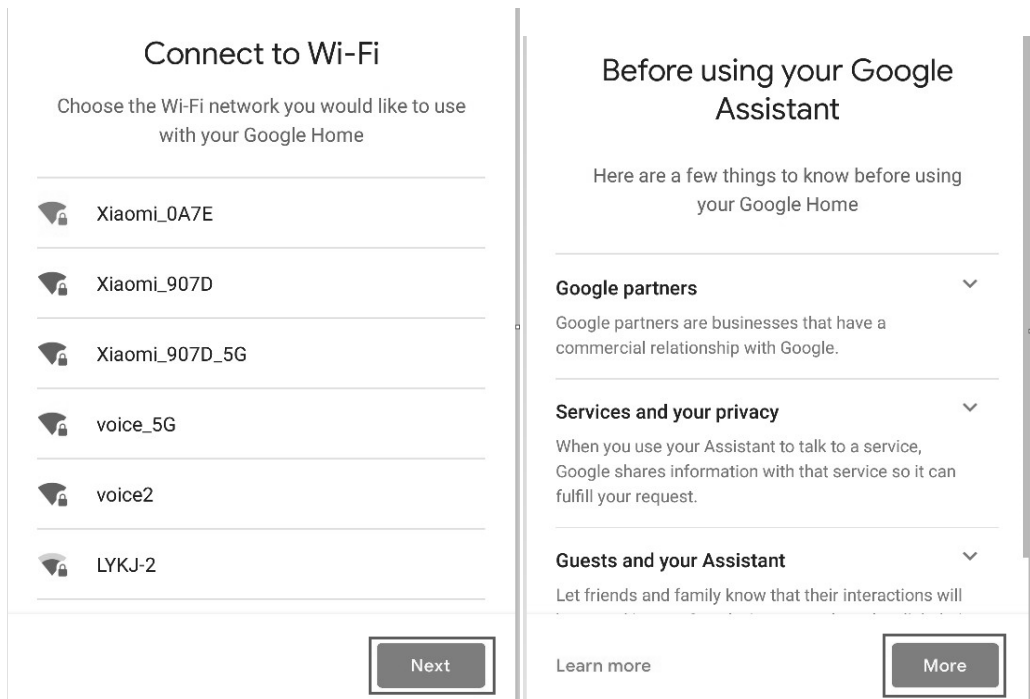 Connect to Wi-Fi
Choose the Wi-Fi network you would like to use
with your Google Home
Xiaomi_0A7E
Xiaomi_907D
Xiaomi_907D_5G
voice_5G
voice2
LYKJ-2
Next
Before using your Google
Assistant
Here are a few things to know before using
your Google Home
Google partners
Google partners are businesses that have a
commercial relationship with Google.
Services and your privacy
When you use your Assistant to talk to a service,
Google shares information with that service so it can
fulfill your request.
Guests and your Assistant
Let friends and family know that their interactions will
Learn more
More